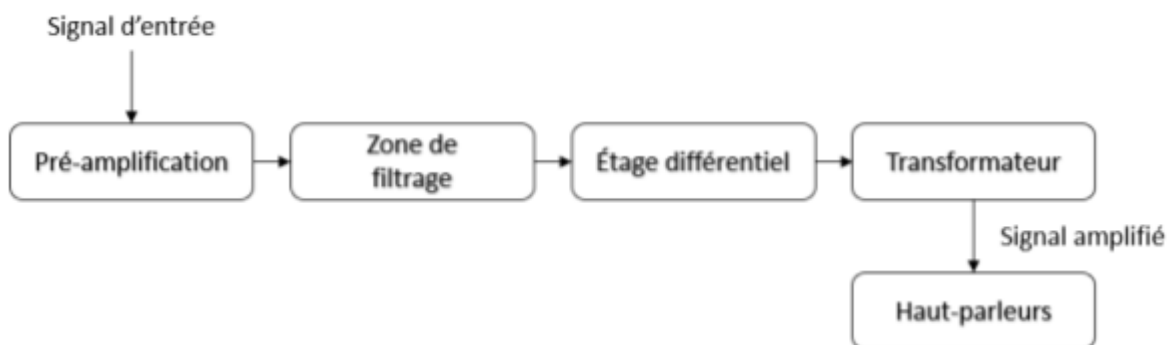 Signal d'entrée
Pré-amplification
Zone de
filtrage
Étage différentiel
Transformateur
Signal amplifié
Haut-parleurs